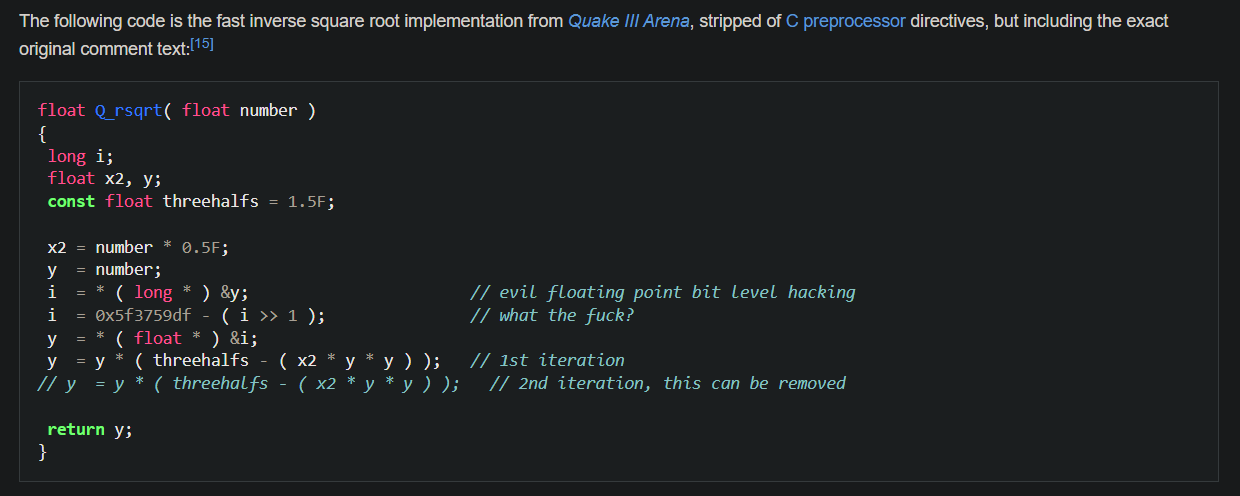 The following code is the fast inverse square root implementation from Quake III Arena, stripped of C preprocessor directives, but including the exact
original comment text:[15]
float Q_rsqrt( float number )
{
 long i;
 float x2, y;
 const float threehalfs = 1.5F;

 x2 = number * 0.5F;
 y  = number;
 i  = * ( long * ) &y;                       // evil floating point bit level hacking
 i  = 0x5f3759df - ( i >> 1 );               // what the fuck?
 y  = * ( float * ) &i;
 y  = y * ( threehalfs - ( x2 * y * y ) );   // 1st iteration
// y  = y * ( threehalfs - ( x2 * y * y ) );   // 2nd iteration, this can be removed

 return y;
}